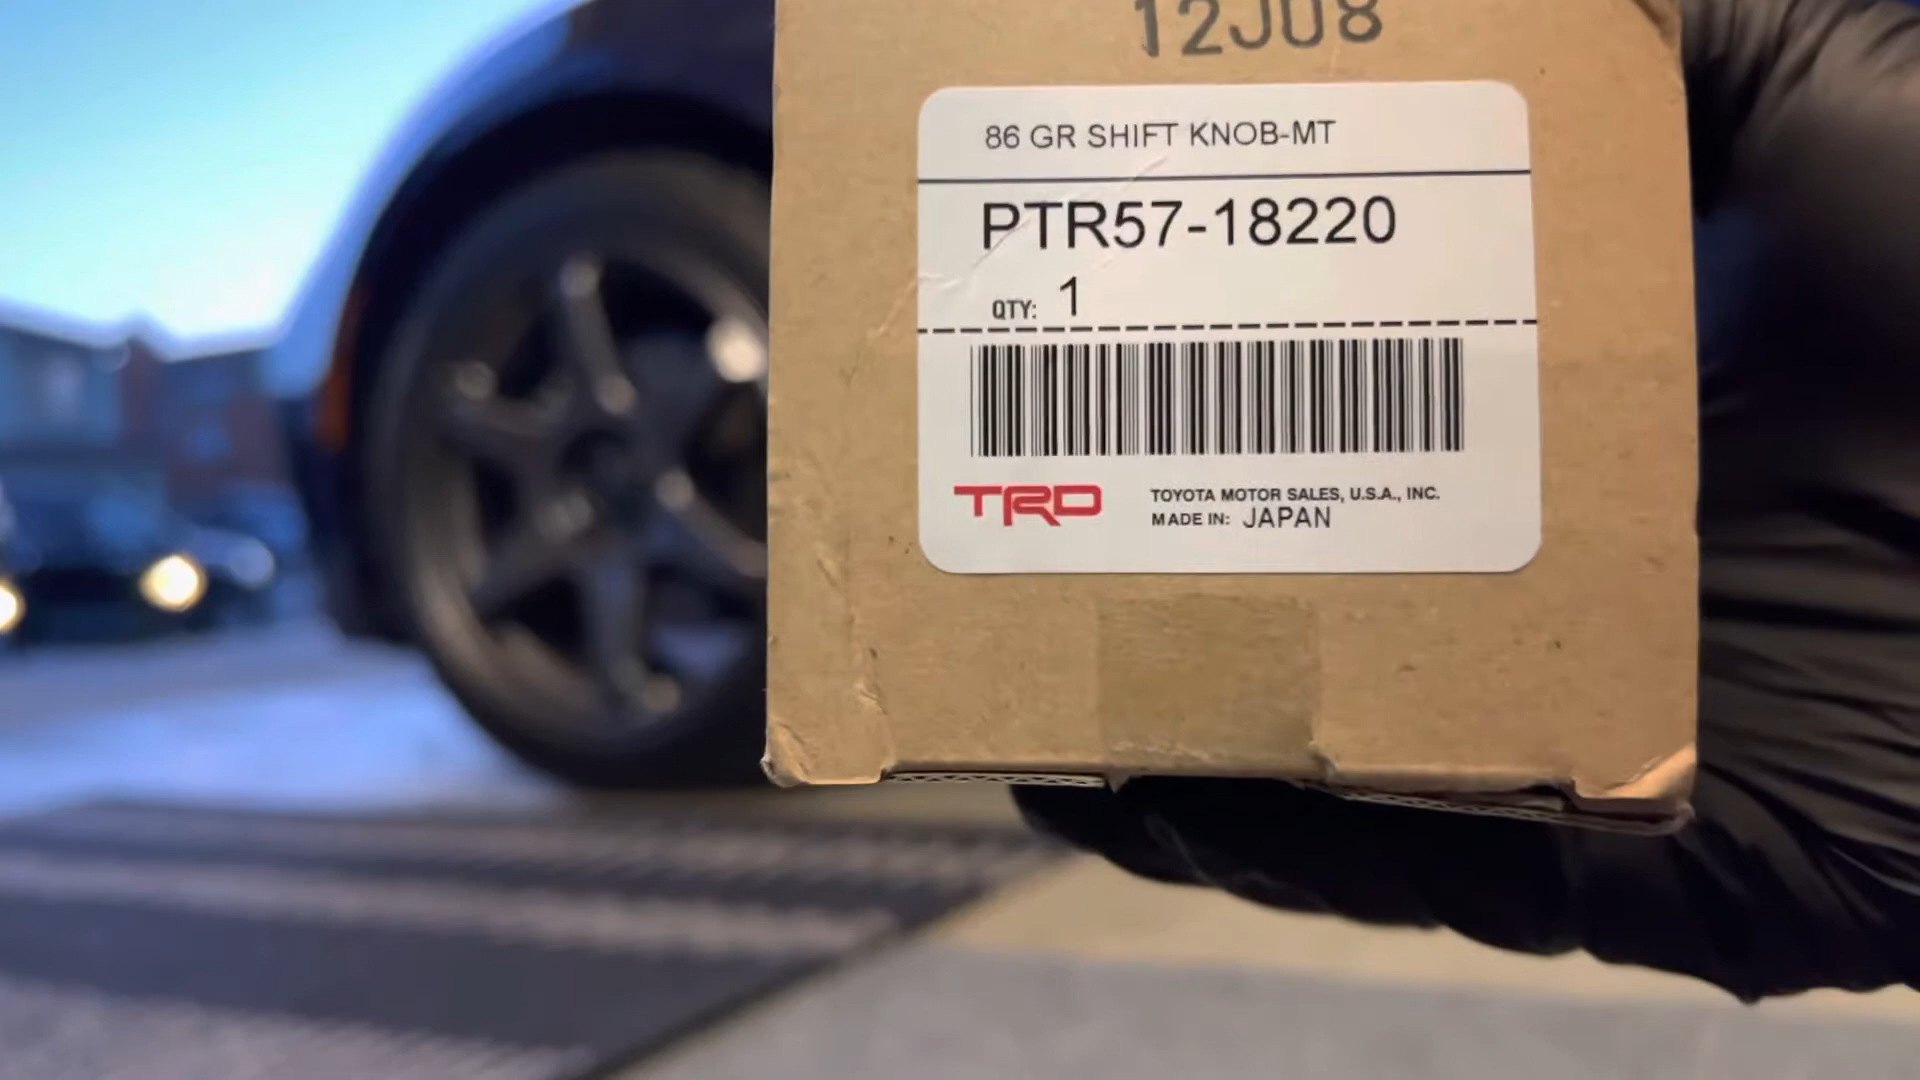 12J08
86 GR SHIFT KNOB-MT
PTR57-18220
QTY: 1
TRD
TOYOTA MOTOR SALES, U.S.A., INC.
MADE IN: JAPAN